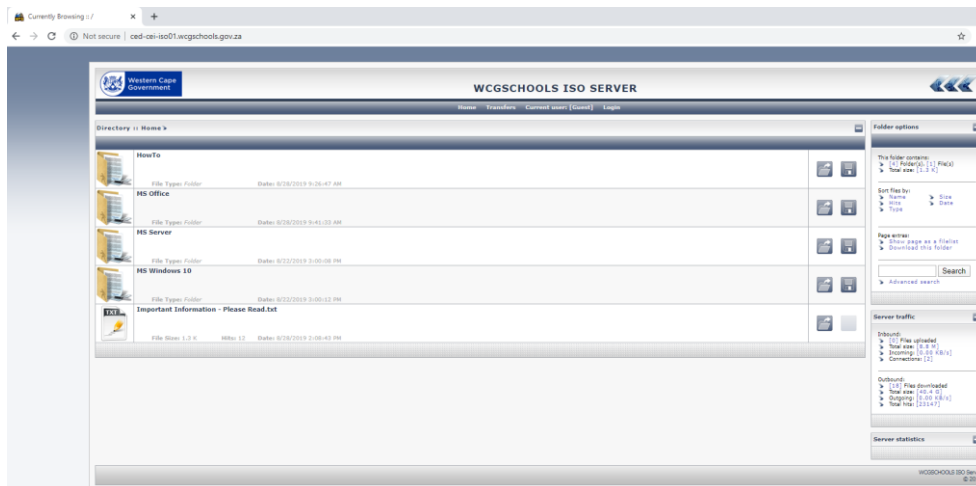 Currently Browsing :: /
Not secure | ced-cei-iso01.wcgschools.gov.za
Western Cape
Government
WCGSCHOOLS ISO SERVER
Home Transfers Current user: [Guest] Login
Directory :: Home
HowTo
File Type: Folder Date: 8/28/2019 9:26:47 AM
MS Office
File Type: Folder Date: 8/28/2019 9:41:33 AM
MS Server
File Type: Folder Date: 8/22/2019 3:00:08 PM
MS Windows 10
File Type: Folder Date: 8/22/2019 3:00:12 PM
TXT
Important Information - Please Read.txt
File Size: 1.3 K Hits: 12 Date: 8/28/2019 2:08:43 PM
Folder options
This folder contains:
[4] Folder(s), [1] File(s)
Total size: [1.3 K]
Sort files by:
Name Size
Hits Date
Type
Page extras:
Show page as a filelist
Download this folder
Search
Advanced search
Server traffic
Inbound:
[0] Files uploaded
Total size: [8.8 M]
Incoming: [0.00 KB/s]
Connections: [2]
Outbound:
[18] Files downloaded
Total size: [40.4 G]
Outgoing: [0.00 KB/s]
Total hits: [23147]
Server statistics
WCGSCHOOLS ISO